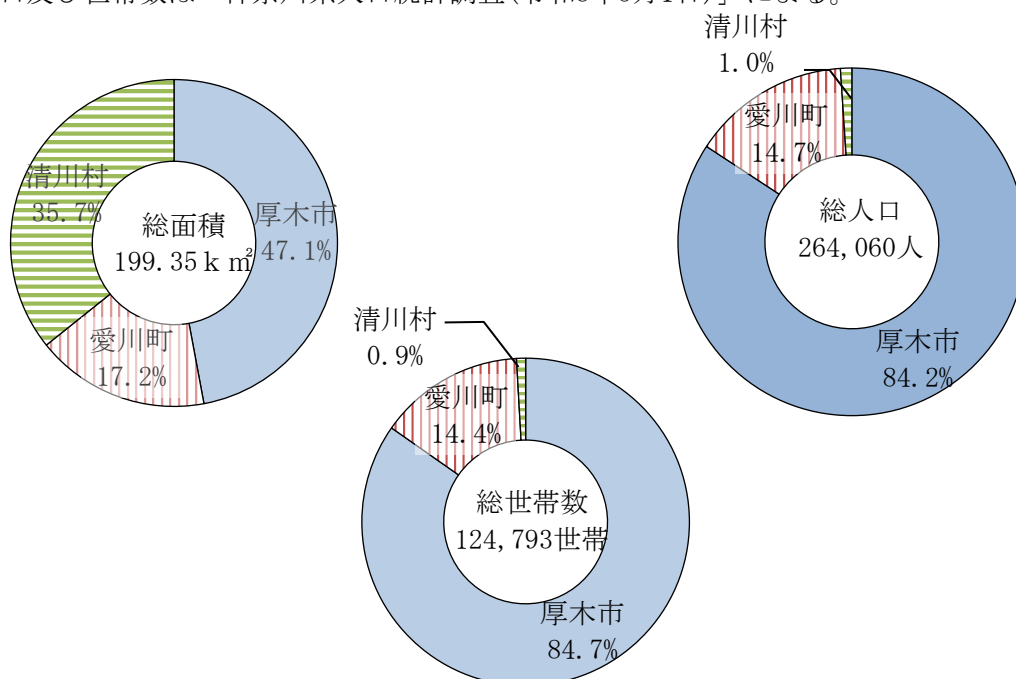 清川村
1.0%
愛川町
14.7%
総人口
264,060人
厚木市
84.2%
清川村
35.7%
総面積
199.35ｋ㎡
厚木市
47.1%
愛川町
17.2%
清川村
0.9%
愛川町
14.4%
総世帯数
124,793世帯
厚木市
84.7%